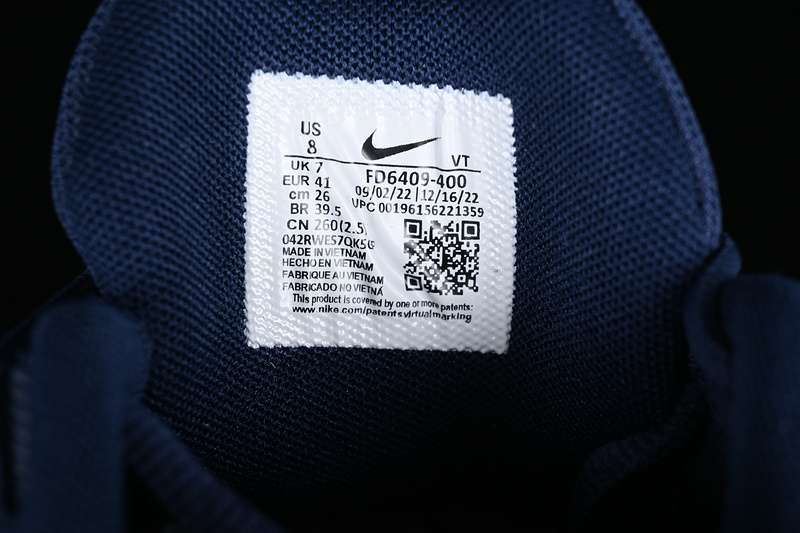 US
8
VT
UK 7
EUR 41
cm 26
BR 39.5
CN 260(2.5)
FD6409-400
09/02/22 | 12/16/22
UPC 00196156221359
MADE IN VIETNAM
HECHO EN VIETNAM
FABRIQUE AU VIETNAM
FABRICADO NO VIETNÃ
This product is covered by one or more patents:
www.nike.com/patentsvirtualmarking